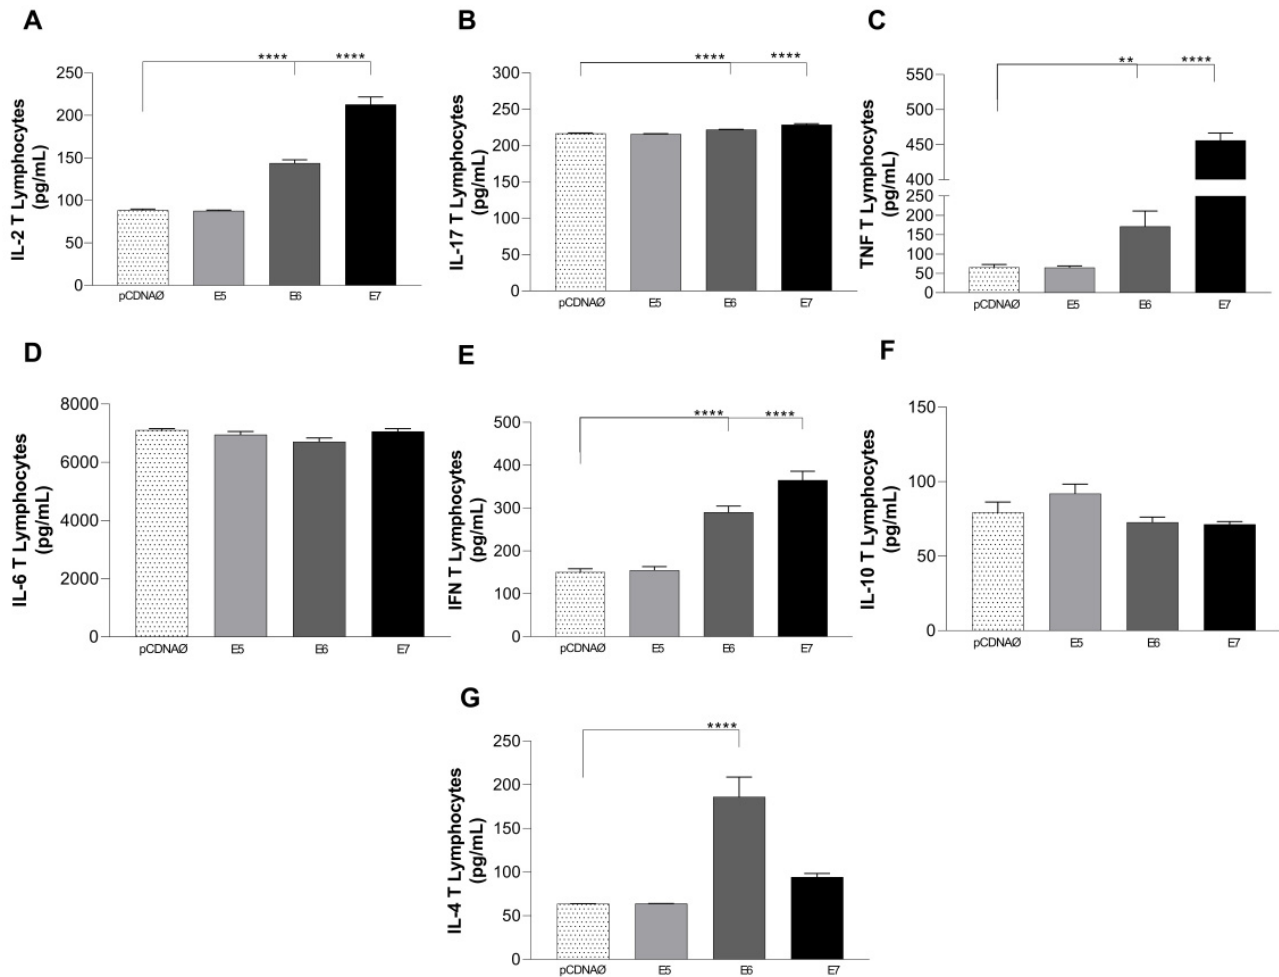 A
B
C
**** ****
**** ****
** ****
IL-2 T Lymphocytes
(pg/mL)
250
200
150
100
50
0
pCDNAØ E5 E6 E7
IL-17 T Lymphocytes
(pg/mL)
300
250
200
150
100
50
0
pCDNAØ E5 E6 E7
TNF T Lymphocytes
(pg/mL)
550
500
450
400
250
200
150
100
50
0
pCDNAØ E5 E6 E7
D
E
F
IL-6 T Lymphocytes
(pg/mL)
8000
6000
4000
2000
0
pCDNAØ E5 E6 E7
**** ****
IFN T Lymphocytes
(pg/mL)
500
400
300
200
100
0
pCDNAØ E5 E6 E7
IL-10 T Lymphocytes
(pg/mL)
150
100
50
0
pCDNAØ E5 E6 E7
G
****
IL-4 T Lymphocytes
(pg/mL)
250
200
150
100
50
0
pCDNAØ E5 E6 E7